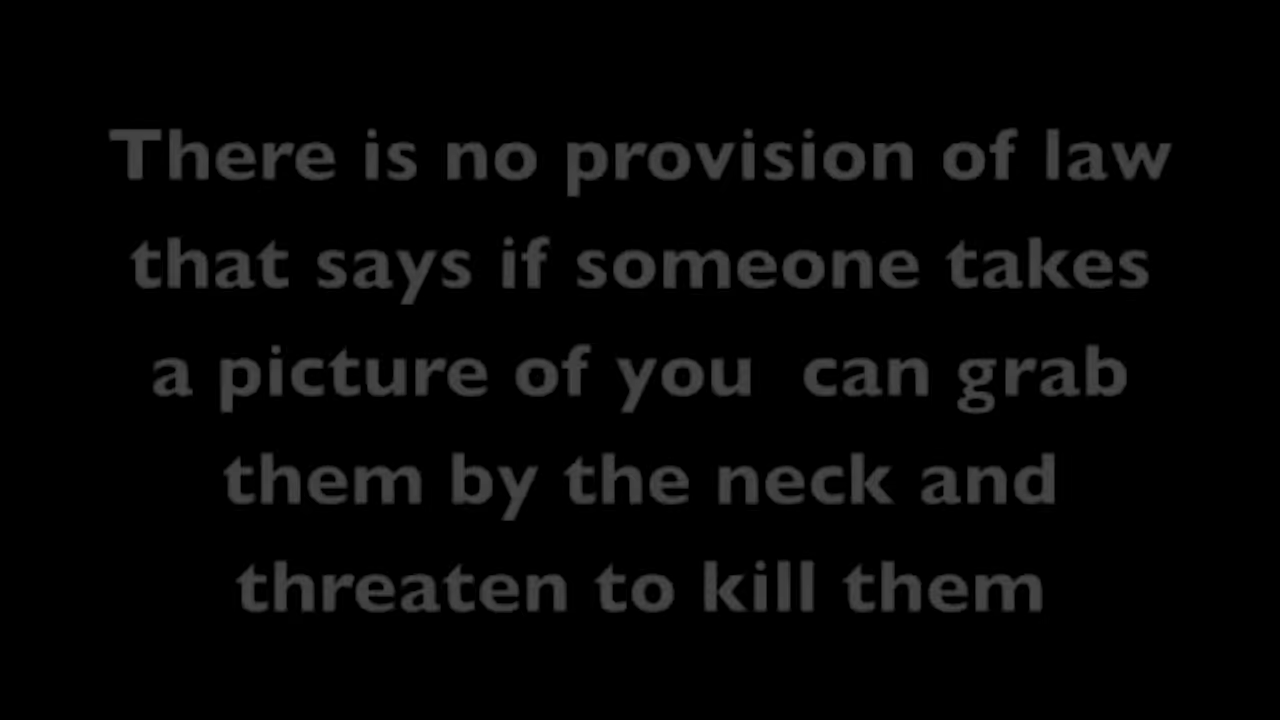 There is no provision of law
that says if someone takes
a picture of you  can grab
them by the neck and
threaten to kill them